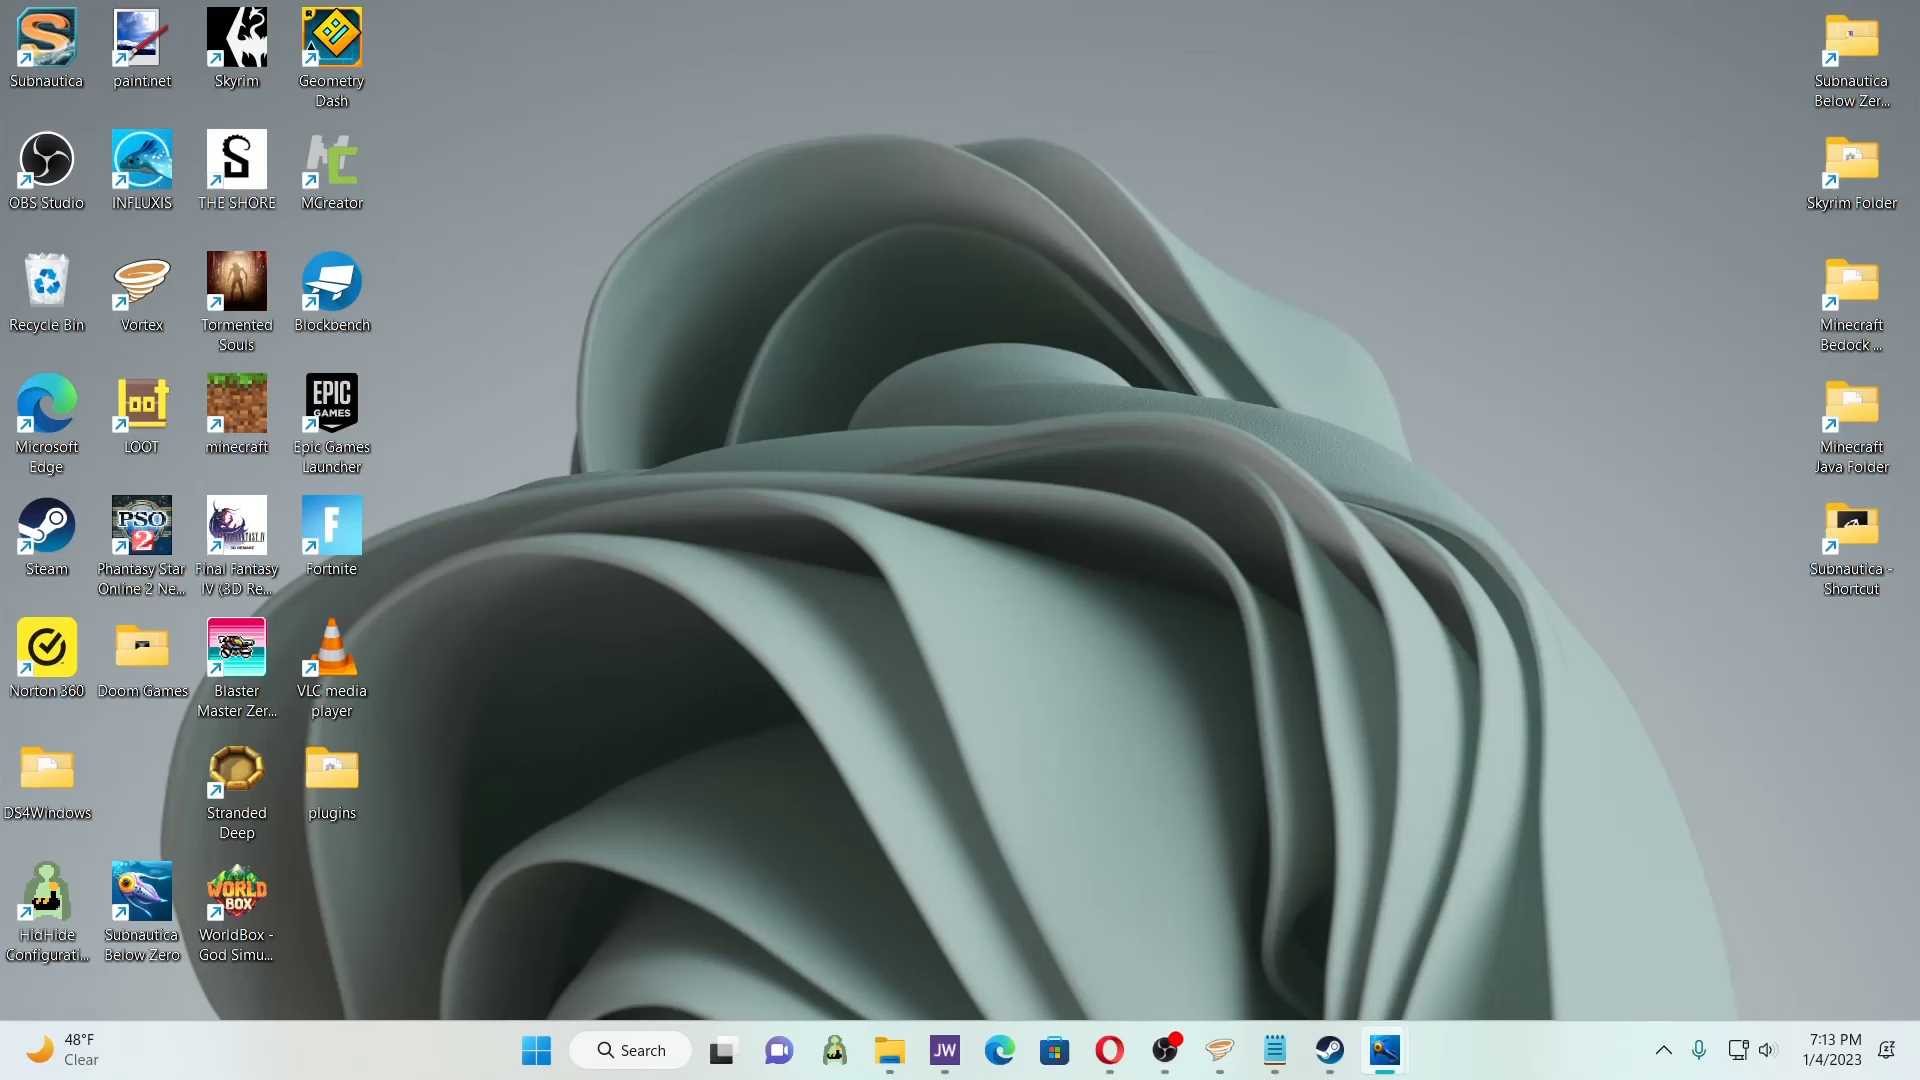 Subnautica
paint.net
Skyrim
Geometry
Dash
Subnautica
Below Zer...
OBS Studio
INFLUXIS
THE SHORE
MCreator
Skyrim Folder
Recycle Bin
Vortex
Tormented
Souls
Blockbench
Minecraft
Bedock ...
Microsoft
Edge
LOOT
minecraft
EPIC
GAMES
Epic Games
Launcher
Minecraft
Java Folder
Steam
PSO
2
Phantasy Star
Online 2 Ne...
Final Fantasy
IV (3D Re...
Fortnite
Subnautica -
Shortcut
Norton 360
Doom Games
Blaster
Master Zer...
VLC media
player
DS4Windows
Stranded
Deep
plugins
HidHide
Configurati...
Subnautica
Below Zero
WORLD
BOX
WorldBox -
God Simu...
48°F
Clear
Search
JW
7:13 PM
1/4/2023